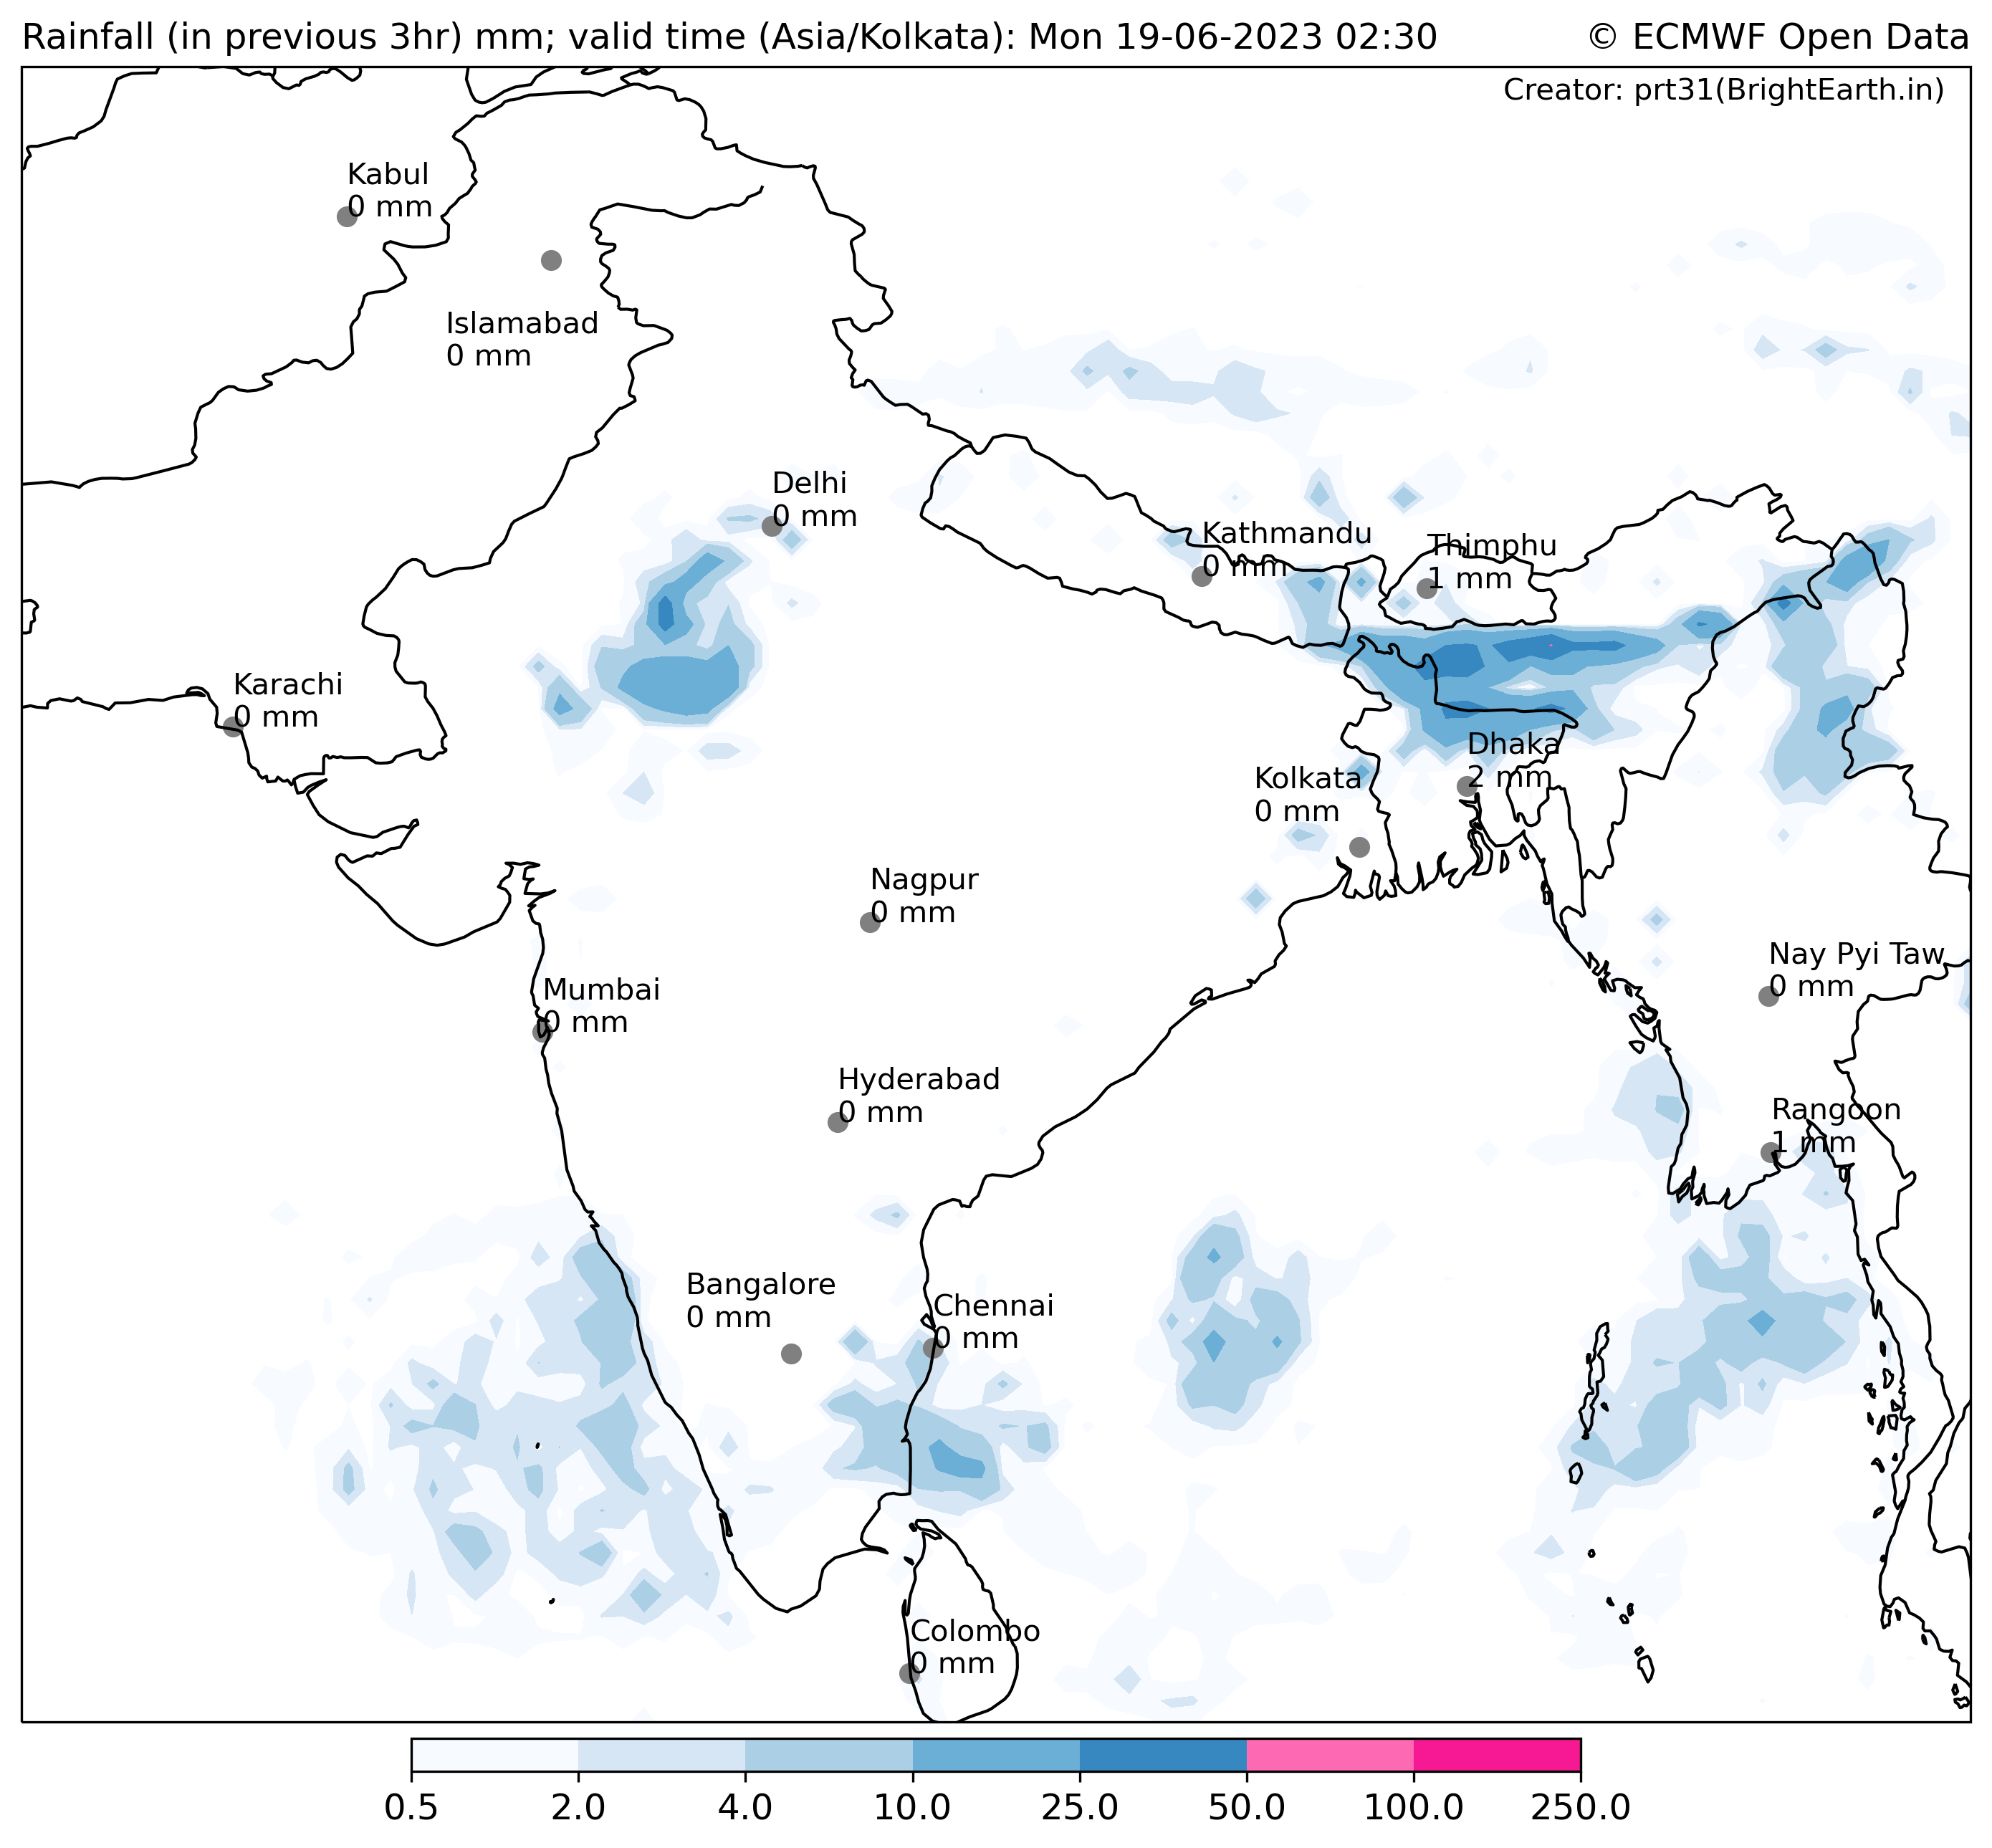 Rainfall (in previous 3hr) mm; valid time (Asia/Kolkata): Mon 19-06-2023 02:30
© ECMWF Open Data
Creator: prt31(BrightEarth.in)
Kabul
0 mm
Islamabad
0 mm
Delhi
0 mm
Kathmandu
0 mm
Thimphu
1 mm
Karachi
0 mm
Dhaka
2 mm
Kolkata
0 mm
Nagpur
0 mm
Nay Pyi Taw
0 mm
Mumbai
0 mm
Hyderabad
0 mm
Rangoon
1 mm
Bangalore
0 mm
Chennai
0 mm
Colombo
0 mm
0.5 2.0 4.0 10.0 25.0 50.0 100.0 250.0